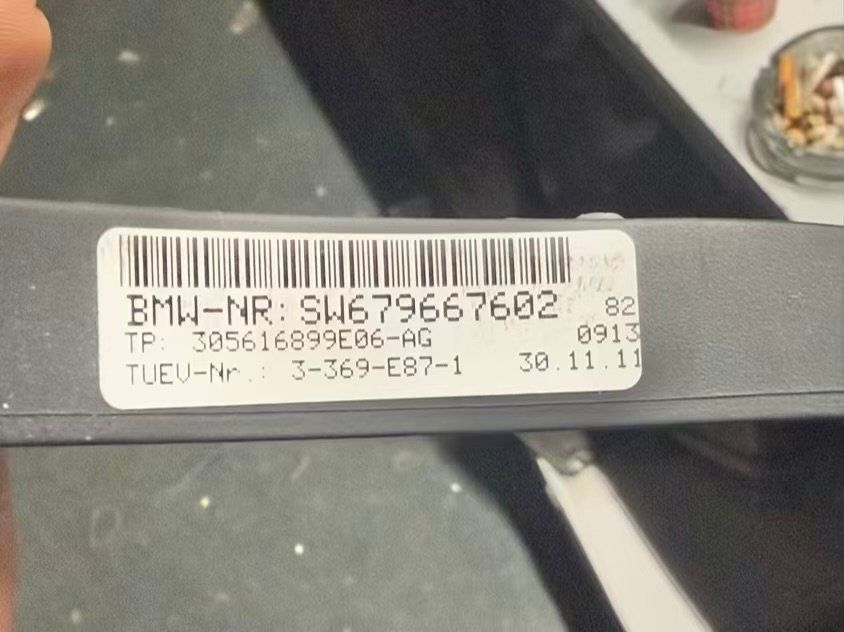 BMW-NR: SW679667602 82
TP: 305616899E06-AG 0913
TUEV-Nr.: 3-369-E87-1 30.11.11